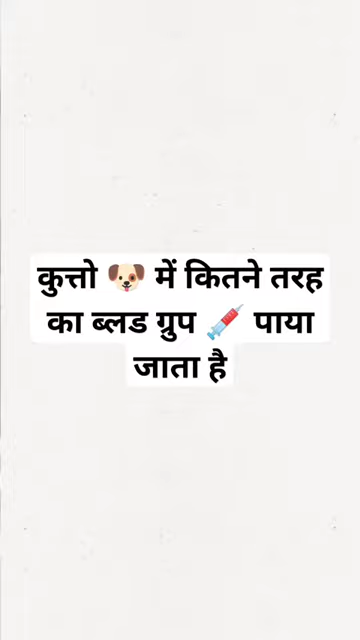 कुत्तो 🐶 में कितने तरह
का ब्लड ग्रुप 💉 पाया
जाता है